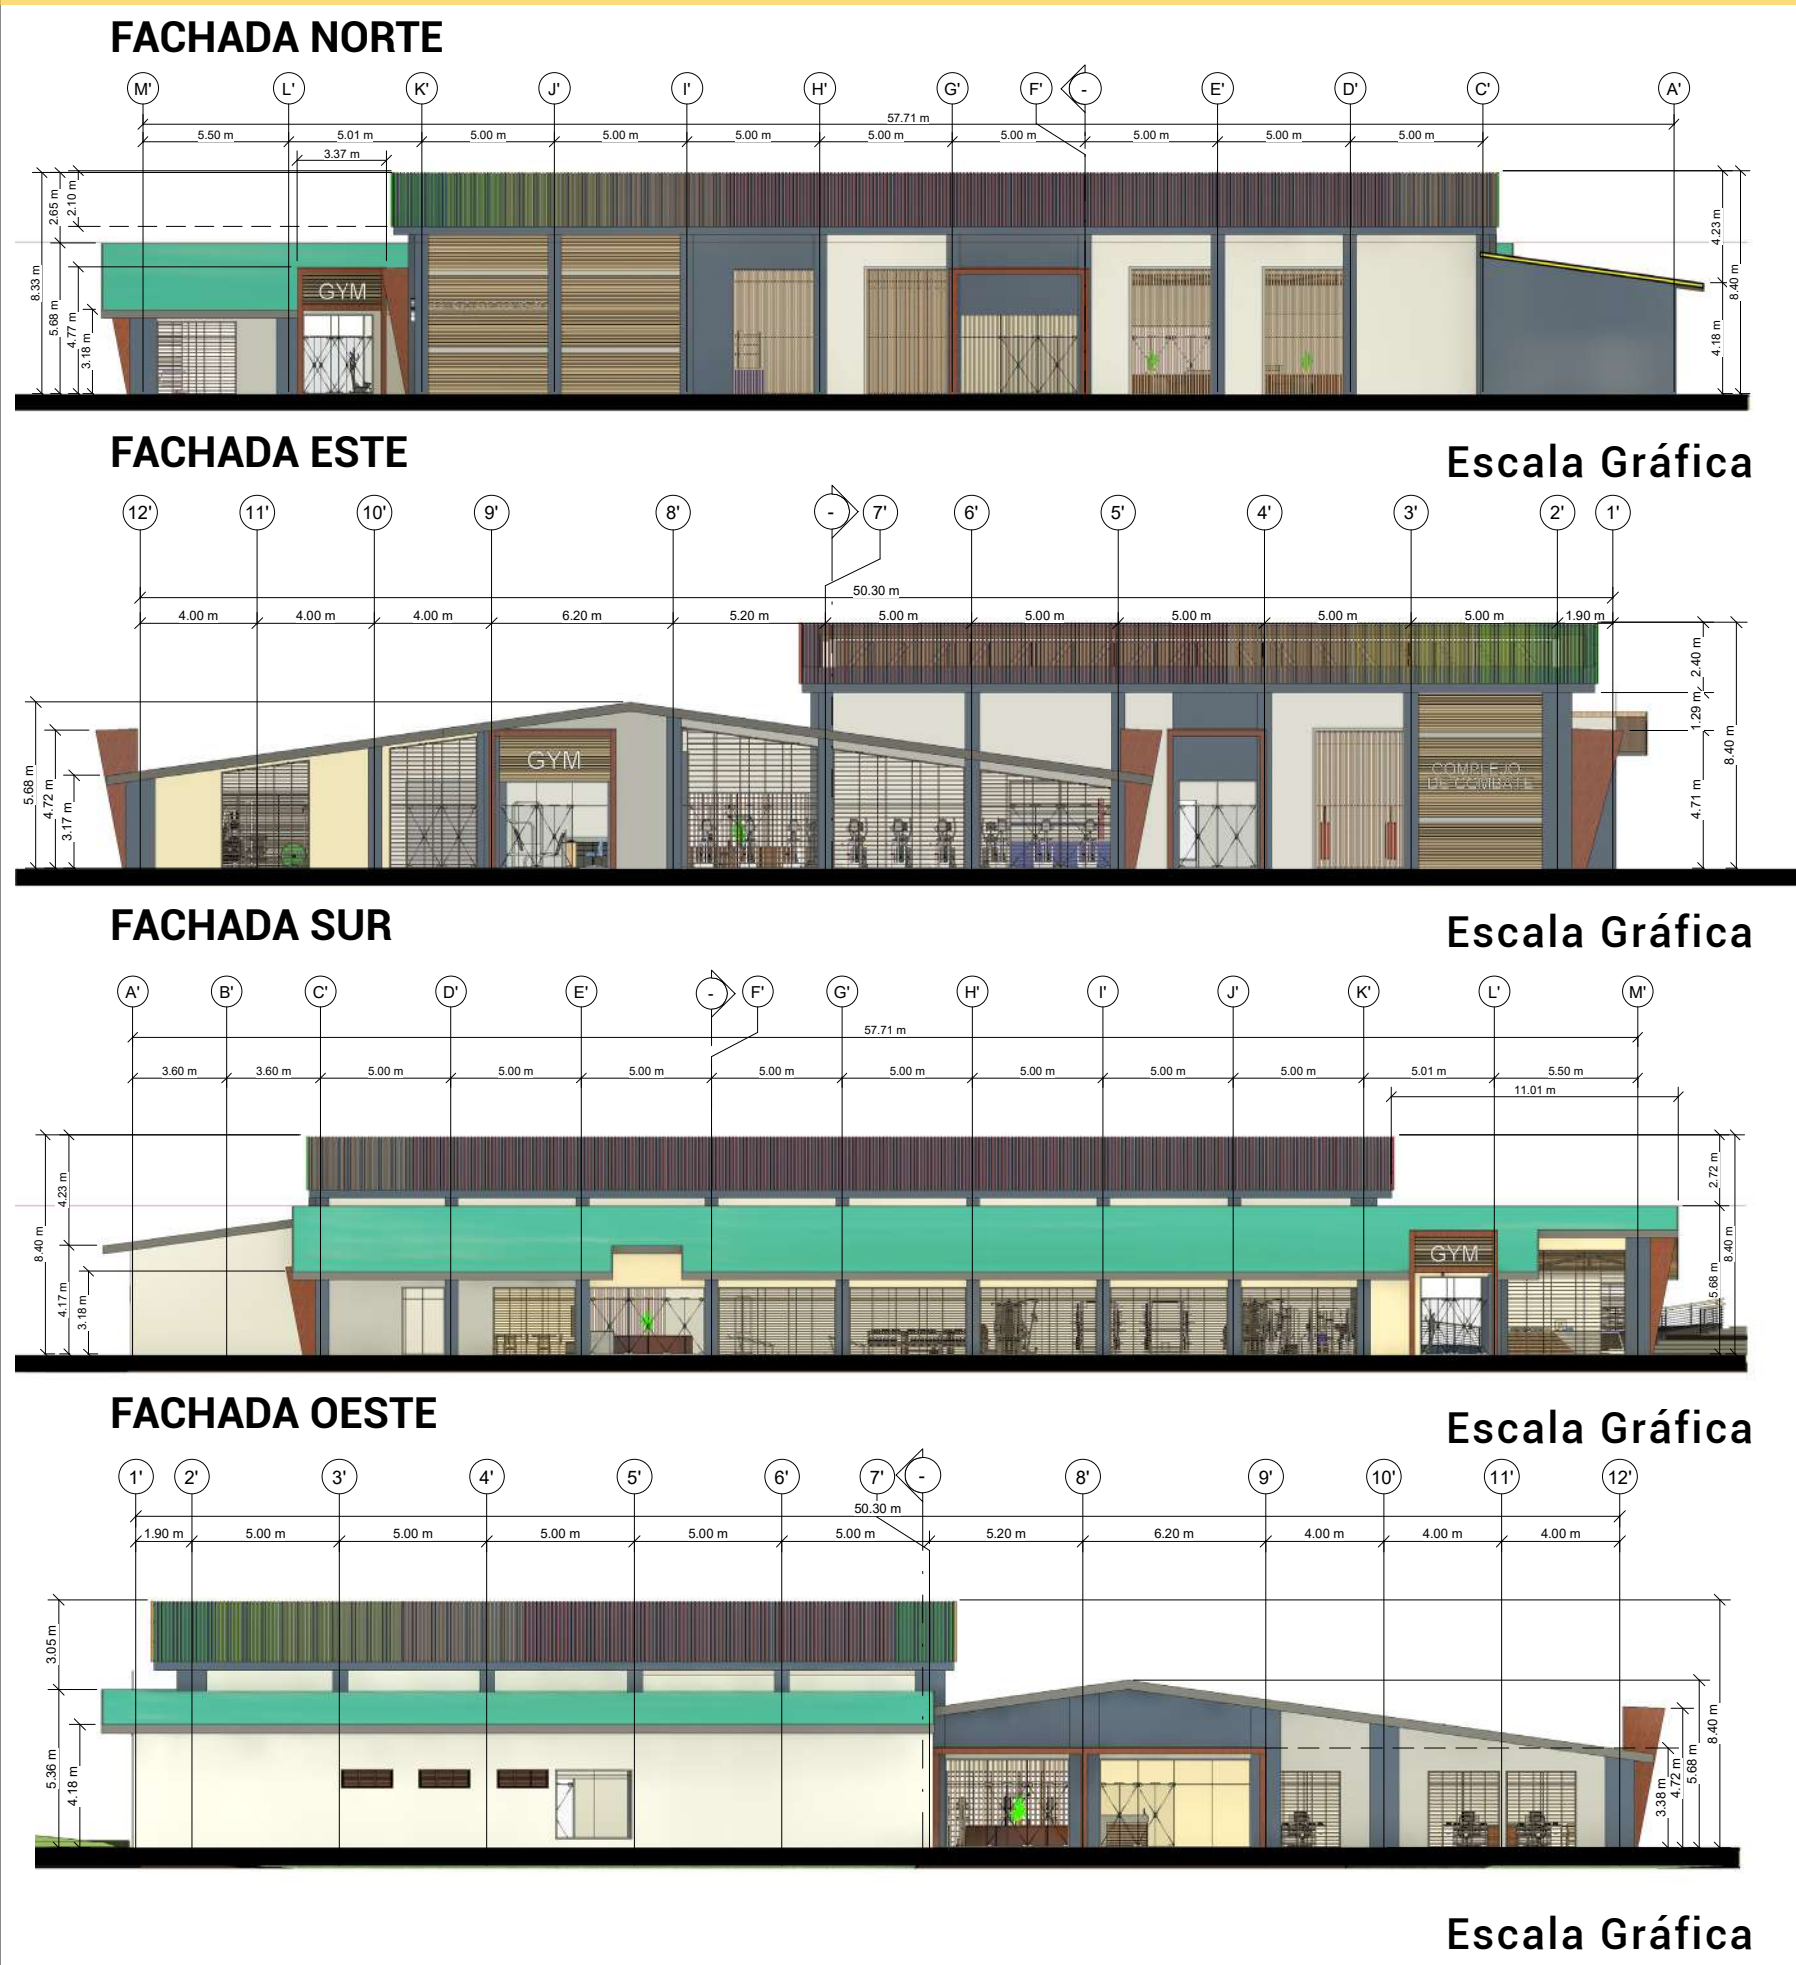 FACHADA NORTE
M' L' K' J' I' H' G' F' - E' D' C' A'
57.71 m
5.50 m 5.01 m 5.00 m 5.00 m 5.00 m 5.00 m 5.00 m 5.00 m 5.00 m 5.00 m
3.37 m
8.33 m 2.65 m 2.10 m 5.68 m 4.77 m 3.18 m
GYM
4.23 m 8.40 m 4.18 m
FACHADA ESTE
Escala Gráfica
12' 11' 10' 9' 8' - 7' 6' 5' 4' 3' 2' 1'
50.30 m
4.00 m 4.00 m 4.00 m 6.20 m 5.20 m 5.00 m 5.00 m 5.00 m 5.00 m 5.00 m 1.90 m
5.68 m 4.72 m 3.17 m
GYM
COMPLEJO
DE COMBATE
2.40 m 1.29 m 8.40 m 4.71 m
FACHADA SUR
Escala Gráfica
A' B' C' D' E' - F' G' H' I' J' K' L' M'
57.71 m
3.60 m 3.60 m 5.00 m 5.00 m 5.00 m 5.00 m 5.00 m 5.00 m 5.00 m 5.00 m 5.01 m 5.50 m
11.01 m
8.40 m 4.23 m 4.17 m 3.18 m
GYM
2.72 m 8.40 m 5.68 m
FACHADA OESTE
Escala Gráfica
1' 2' 3' 4' 5' 6' 7' - 8' 9' 10' 11' 12'
50.30 m
1.90 m 5.00 m 5.00 m 5.00 m 5.00 m 5.00 m 5.20 m 6.20 m 4.00 m 4.00 m 4.00 m
3.05 m 5.36 m 4.18 m
3.38 m 4.72 m 5.68 m 8.40 m
Escala Gráfica